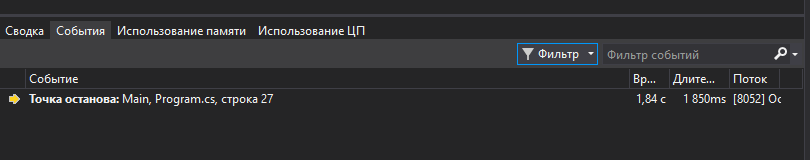 Сводка События Использование памяти Использование ЦП
Фильтр Фильтр событий
Событие Вр... Длите... Поток
Точка останова: Main, Program.cs, строка 27 1,84 с 1 850ms [8052] Ос